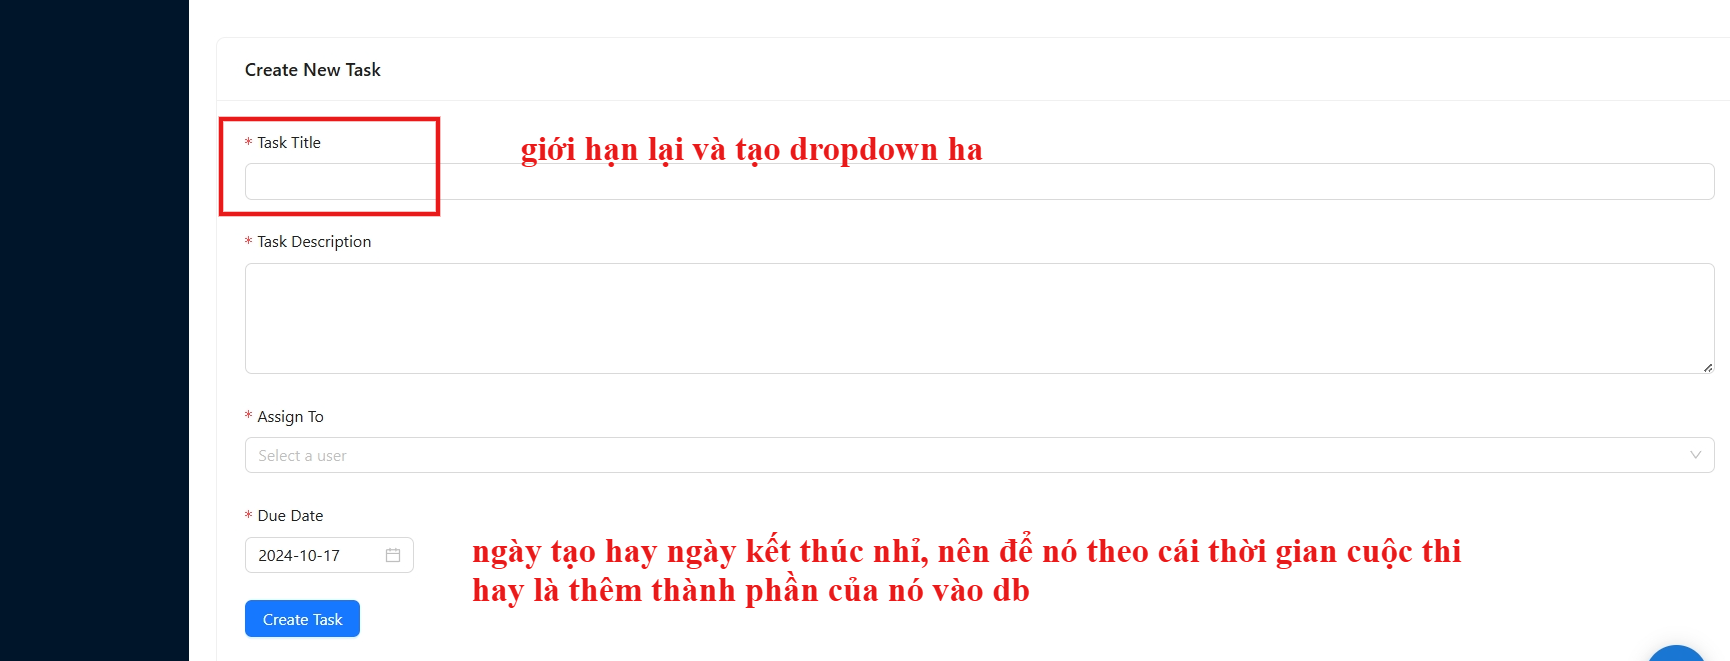 Create New Task
* Task Title
giới hạn lại và tạo dropdown ha
* Task Description
* Assign To
Select a user
* Due Date
2024-10-17
ngày tạo hay ngày kết thúc nhỉ, nên để nó theo cái thời gian cuộc thi
hay là thêm thành phần của nó vào db
Create Task